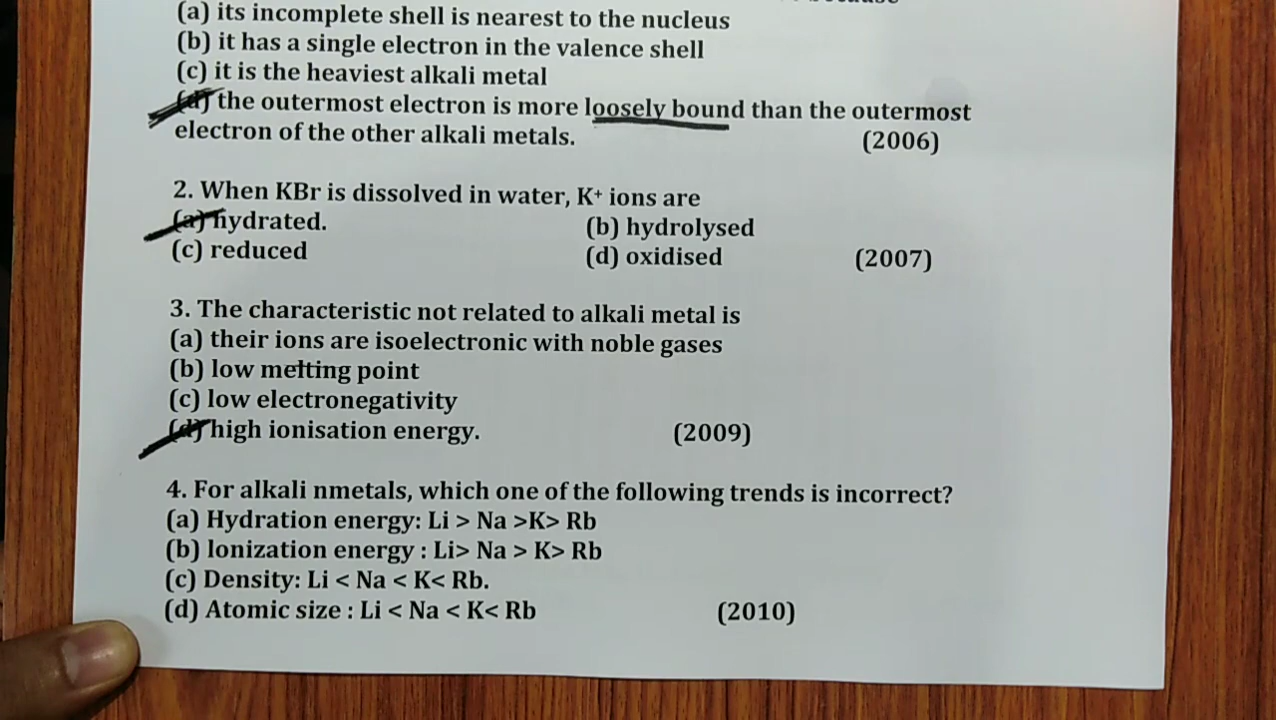 (a) its incomplete shell is nearest to the nucleus
(b) it has a single electron in the valence shell
(c) it is the heaviest alkali metal
(d) the outermost electron is more loosely bound than the outermost
electron of the other alkali metals. (2006)
2. When KBr is dissolved in water, K⁺ ions are
(a) hydrated. (b) hydrolysed
(c) reduced (d) oxidised (2007)
3. The characteristic not related to alkali metal is
(a) their ions are isoelectronic with noble gases
(b) low melting point
(c) low electronegativity
(d) high ionisation energy. (2009)
4. For alkali nmetals, which one of the following trends is incorrect?
(a) Hydration energy: Li > Na >K> Rb
(b) lonization energy : Li> Na > K> Rb
(c) Density: Li < Na < K< Rb.
(d) Atomic size : Li < Na < K< Rb (2010)